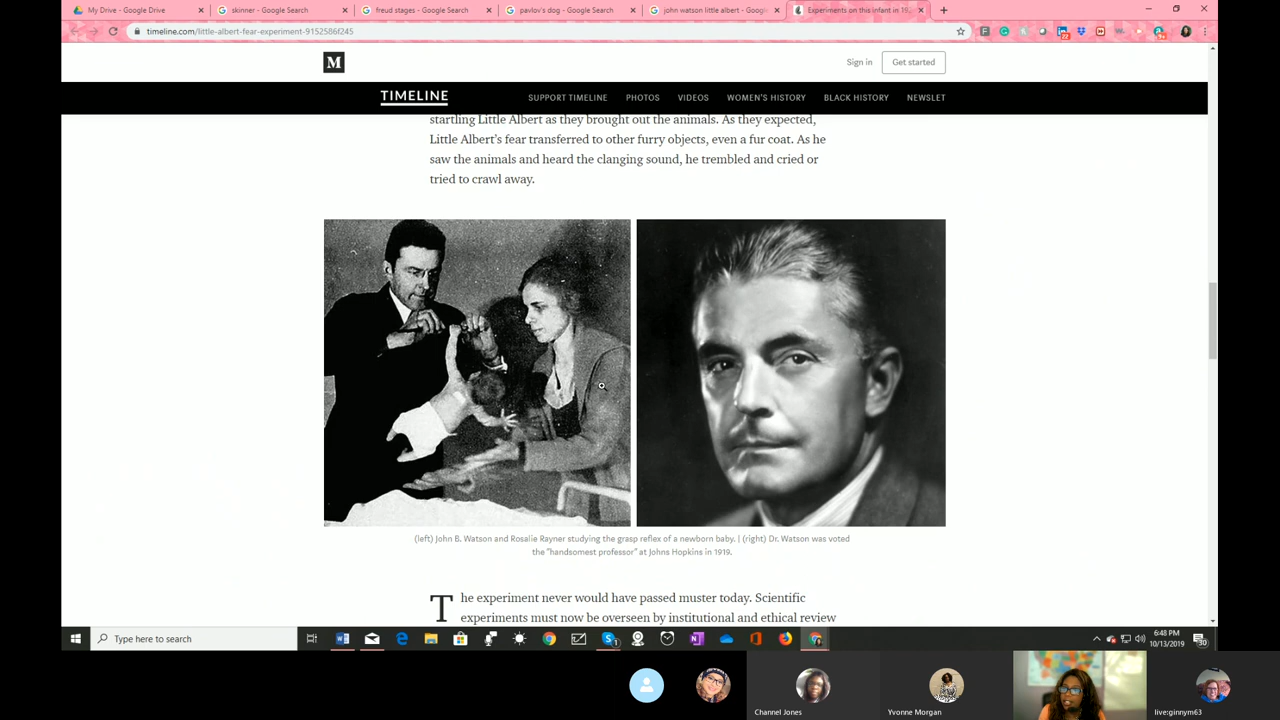 My Drive - Google Drive
skinner - Google Search
freud stages - Google Search
pavlov's dog - Google Search
john watson little albert - Googl
Experiments on this infant in 19
timeline.com/little-albert-fear-experiment-9152586f245
M
Sign in
Get started
TIMELINE
SUPPORT TIMELINE
PHOTOS
VIDEOS
WOMEN'S HISTORY
BLACK HISTORY
NEWSLET
startling Little Albert as they brought out the animals. As they expected,
Little Albert's fear transferred to other furry objects, even a fur coat. As he
saw the animals and heard the clanging sound, he trembled and cried or
tried to crawl away.
(left) John B. Watson and Rosalie Rayner studying the grasp reflex of a newborn baby. | (right) Dr. Watson was voted
the "handsomest professor" at Johns Hopkins in 1919.
The experiment never would have passed muster today. Scientific
experiments must now be overseen by institutional and ethical review
Type here to search
6:48 PM
10/13/2019
30
Channel Jones
Yvonne Morgan
live:ginnym63